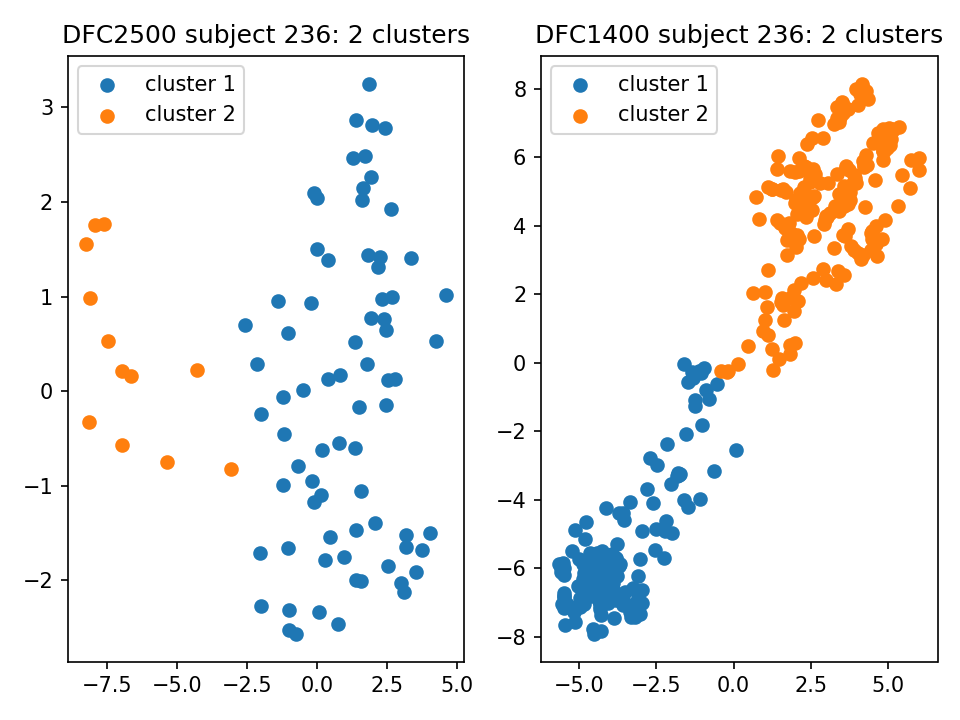 DFC2500 subject 236: 2 clusters
cluster 1
cluster 2
3
2
1
0
−1
−2
−7.5 −5.0 −2.5 0.0 2.5 5.0
DFC1400 subject 236: 2 clusters
cluster 1
cluster 2
8
6
4
2
0
−2
−4
−6
−8
−5.0 −2.5 0.0 2.5 5.0